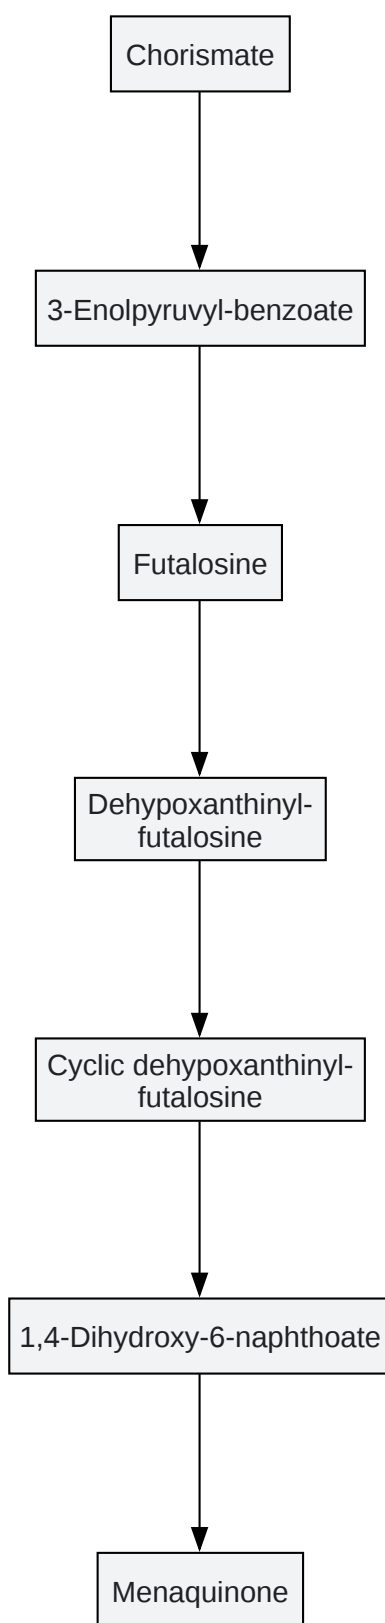 Chorismate
3-Enolpyruvyl-benzoate
Futalosine
Dehypoxanthinyl-
futalosine
Cyclic dehypoxanthinyl-
futalosine
1,4-Dihydroxy-6-naphthoate
Menaquinone